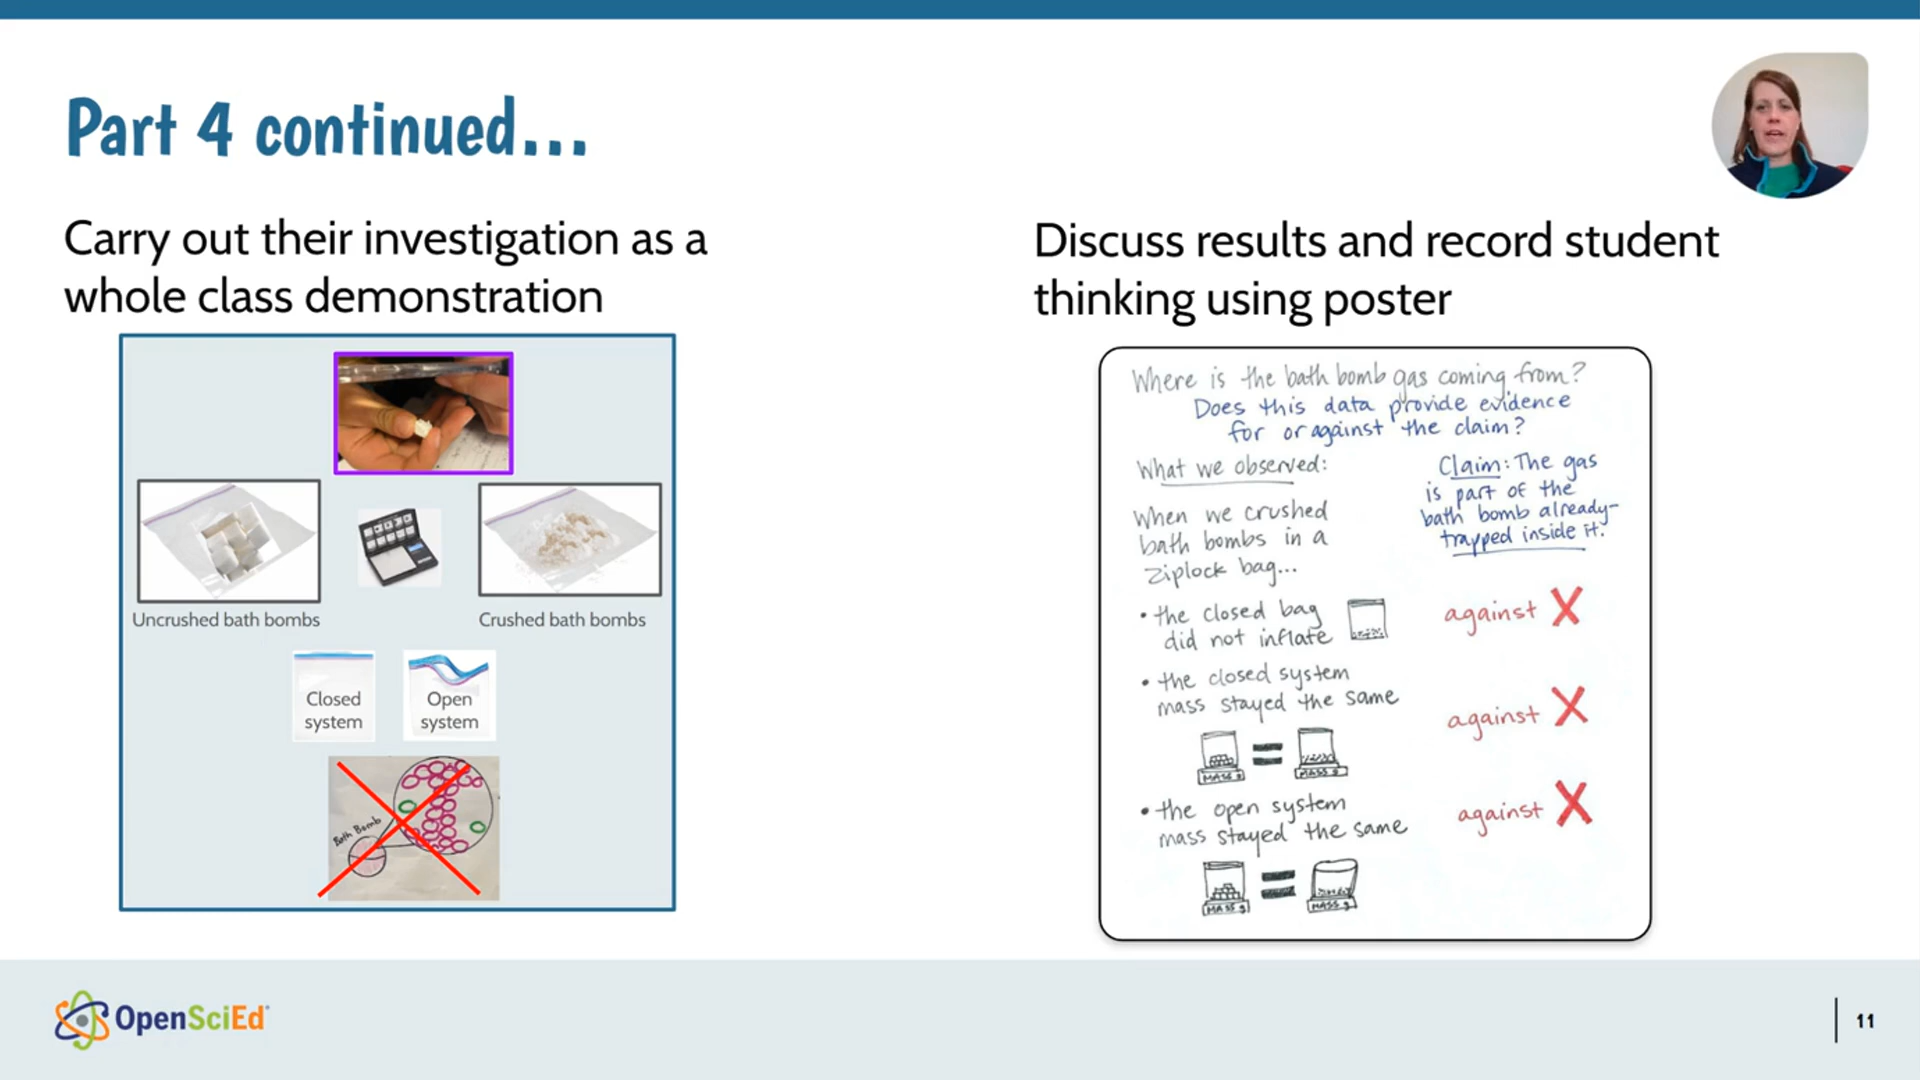 Part 4 continued...
Carry out their investigation as a
whole class demonstration
Uncrushed bath bombs
Crushed bath bombs
Closed
system
Open
system
Bath Bomb
Discuss results and record student
thinking using poster
Where is the bath bomb gas coming from?
Does this data provide evidence
for or against the claim?
What we observed:
When we crushed
bath bombs in a
ziplock bag...
• the closed bag
did not inflate
• the closed system
mass stayed the same
MASS g
=
MASS g
• the open system
mass stayed the same
MASS g
=
MASS g
Claim: The gas
is part of the
bath bomb already-
trapped inside it.
against X
against X
against X
OpenSciEd
11